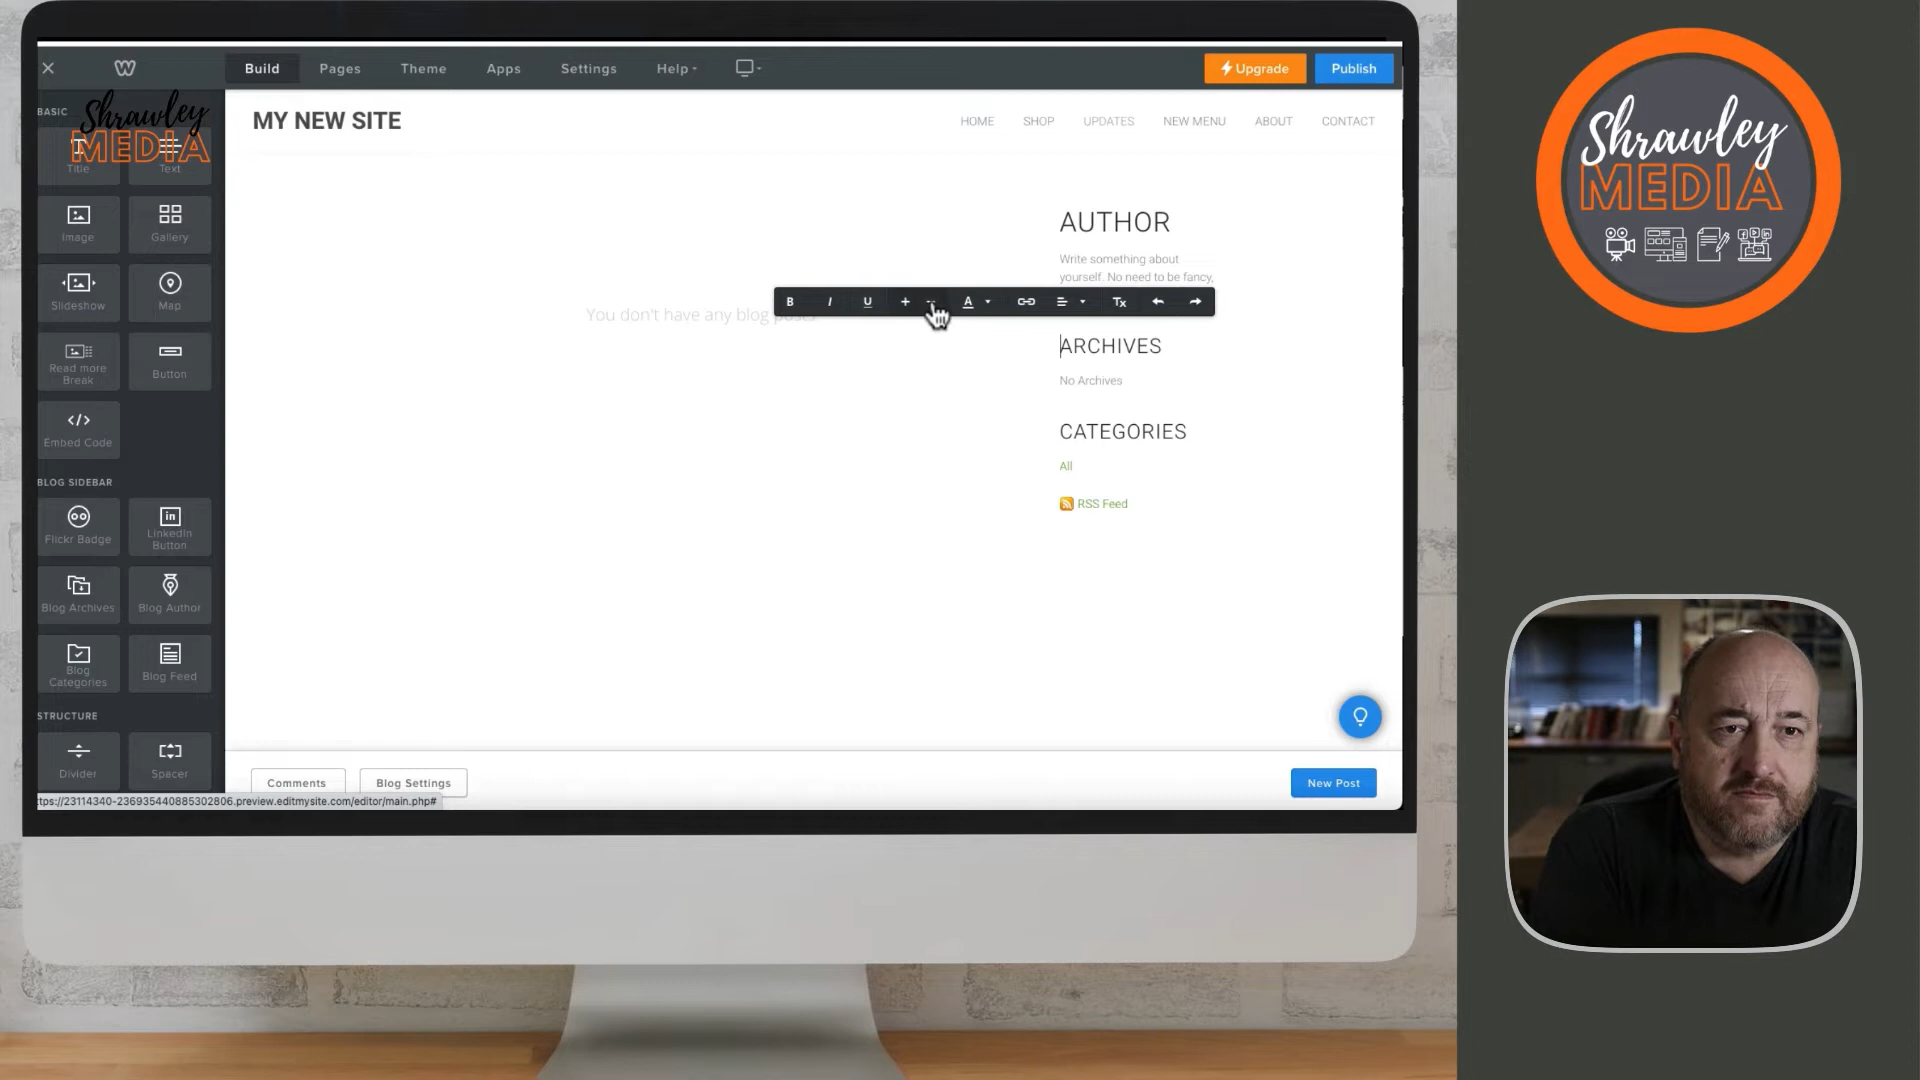 Build Pages Theme Apps Settings Help Upgrade Publish
BASIC
Shrawley
MEDIA
Title Text
Image Gallery
Slideshow Map
Read more Break
Button
Embed Code
BLOG SIDEBAR
Flickr Badge
LinkedIn Button
Blog Archives Blog Author
Blog Categories
Blog Feed
STRUCTURE
Divider Spacer
MY NEW SITE
HOME SHOP UPDATES NEW MENU ABOUT CONTACT
AUTHOR
Write something about
yourself. No need to be fancy,
B I U + - A Tx
You don't have any blog posts
ARCHIVES
No Archives
CATEGORIES
All
RSS Feed
Comments Blog Settings New Post
ttps://23114340-236935440885302806.preview.editmysite.com/editor/main.php#
Shrawley
MEDIA